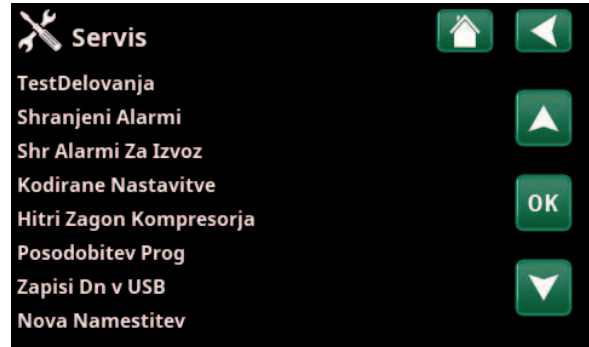 Servis
TestDelovanja
Shranjeni Alarmi
Shr Alarmi Za Izvoz
Kodirane Nastavitve
OK
Hitri Zagon Kompresorja
Posodobitev Prog
Zapisi Dn v USB
Nova Namestitev